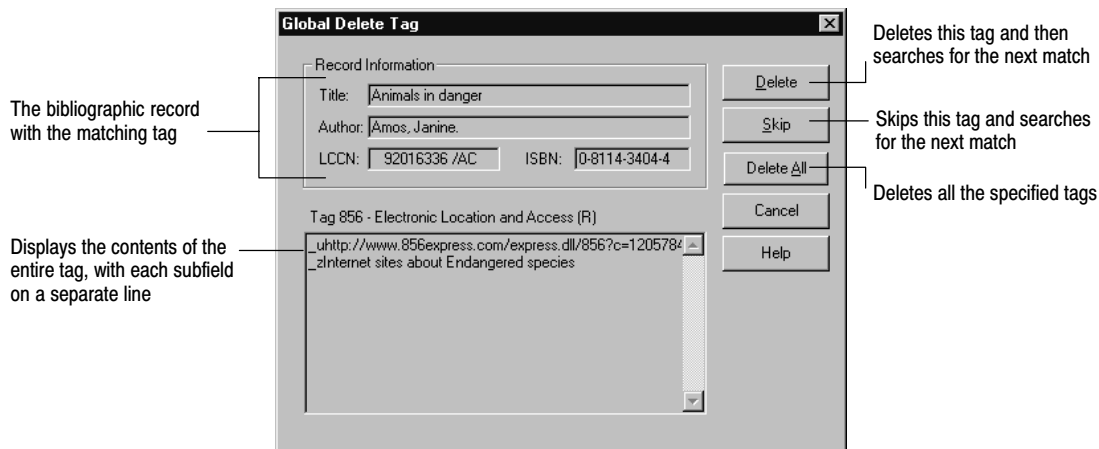 Global Delete Tag
Deletes this tag and then
searches for the next match
Record Information
Title: Animals in danger
Delete
The bibliographic record
with the matching tag
Author: Amos, Janine.
Skip
Skips this tag and searches
for the next match
LCCN: 92016336 /AC ISBN: 0-8114-3404-4
Delete All
Deletes all the specified tags
Cancel
Tag 856 - Electronic Location and Access (R)
Displays the contents of the
entire tag, with each subfield
on a separate line
_uhttp://www.856express.com/express.dll/856?c=1205784
_zInternet sites about Endangered species
Help